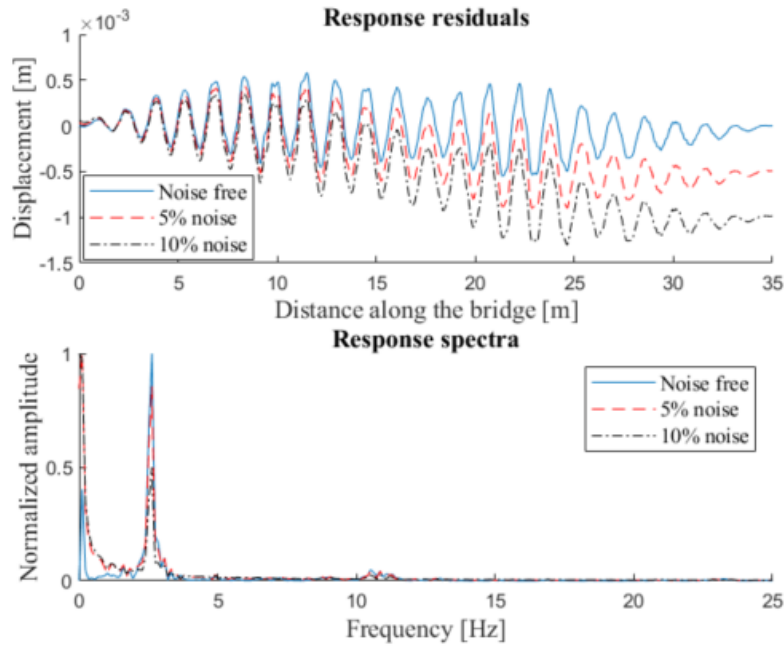 ×10⁻³
Response residuals
1
0.5
0
-0.5
-1
-1.5
Displacement [m]
Noise free
5% noise
10% noise
0 5 10 15 20 25 30 35
Distance along the bridge [m]
Response spectra
1
0.5
0
Normalized amplitude
Noise free
5% noise
10% noise
0 5 10 15 20 25
Frequency [Hz]